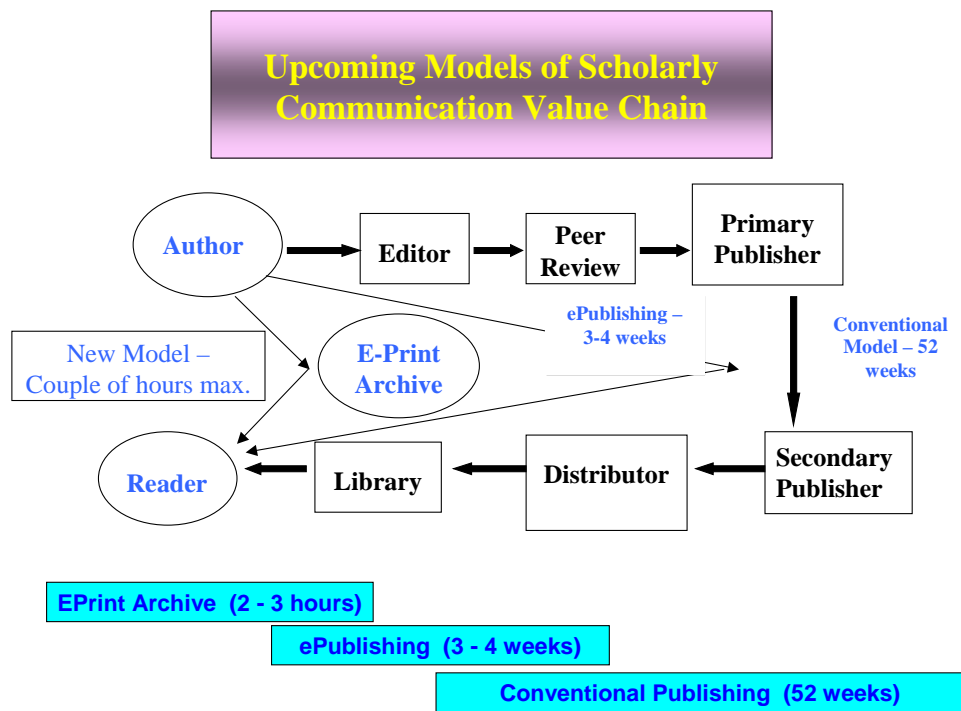 Upcoming Models of Scholarly
Communication Value Chain
Author
Editor
Peer
Review
Primary
Publisher
ePublishing –
3-4 weeks
Conventional
Model – 52
weeks
New Model –
Couple of hours max.
E-Print
Archive
Reader
Library
Distributor
Secondary
Publisher
EPrint Archive (2 - 3 hours)
ePublishing (3 - 4 weeks)
Conventional Publishing (52 weeks)